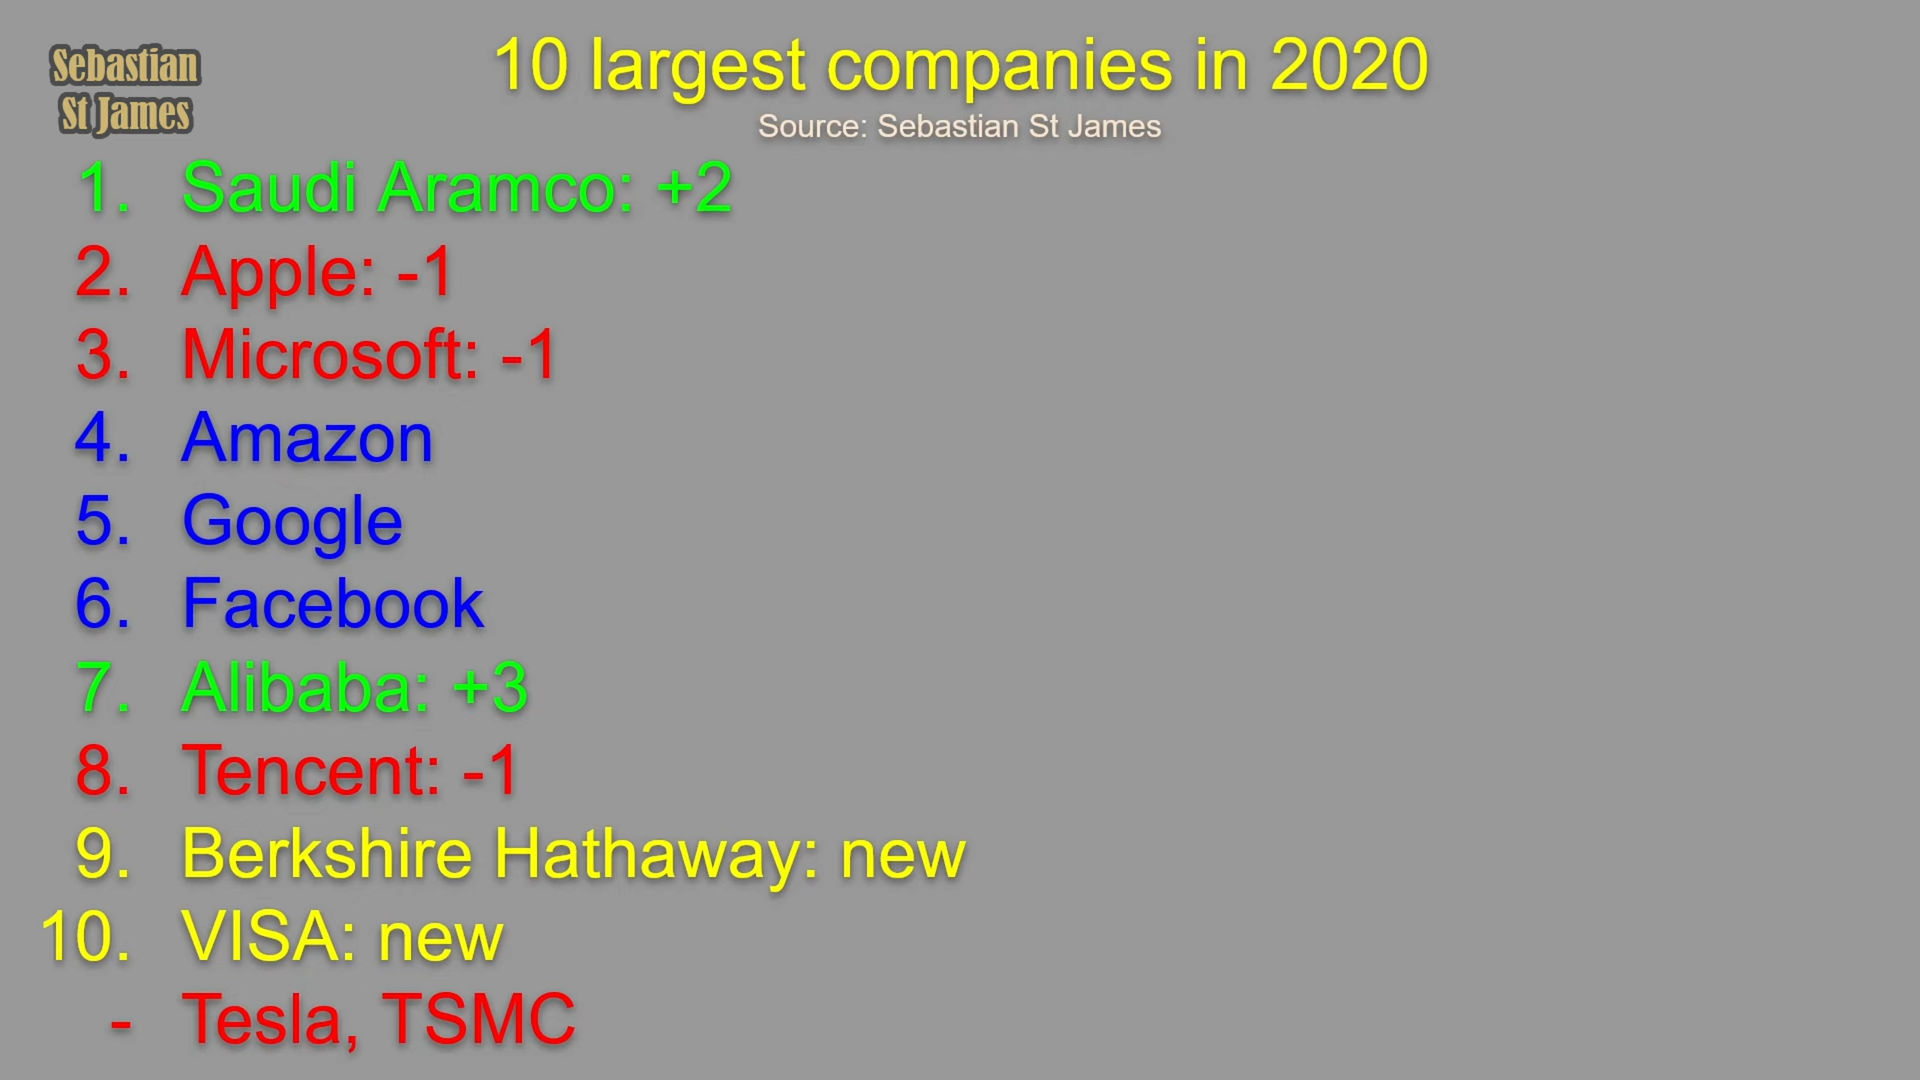 Sebastian
St James
10 largest companies in 2020
Source: Sebastian St James
1. Saudi Aramco: +2
2. Apple: -1
3. Microsoft: -1
4. Amazon
5. Google
6. Facebook
7. Alibaba: +3
8. Tencent: -1
9. Berkshire Hathaway: new
10. VISA: new
- Tesla, TSMC